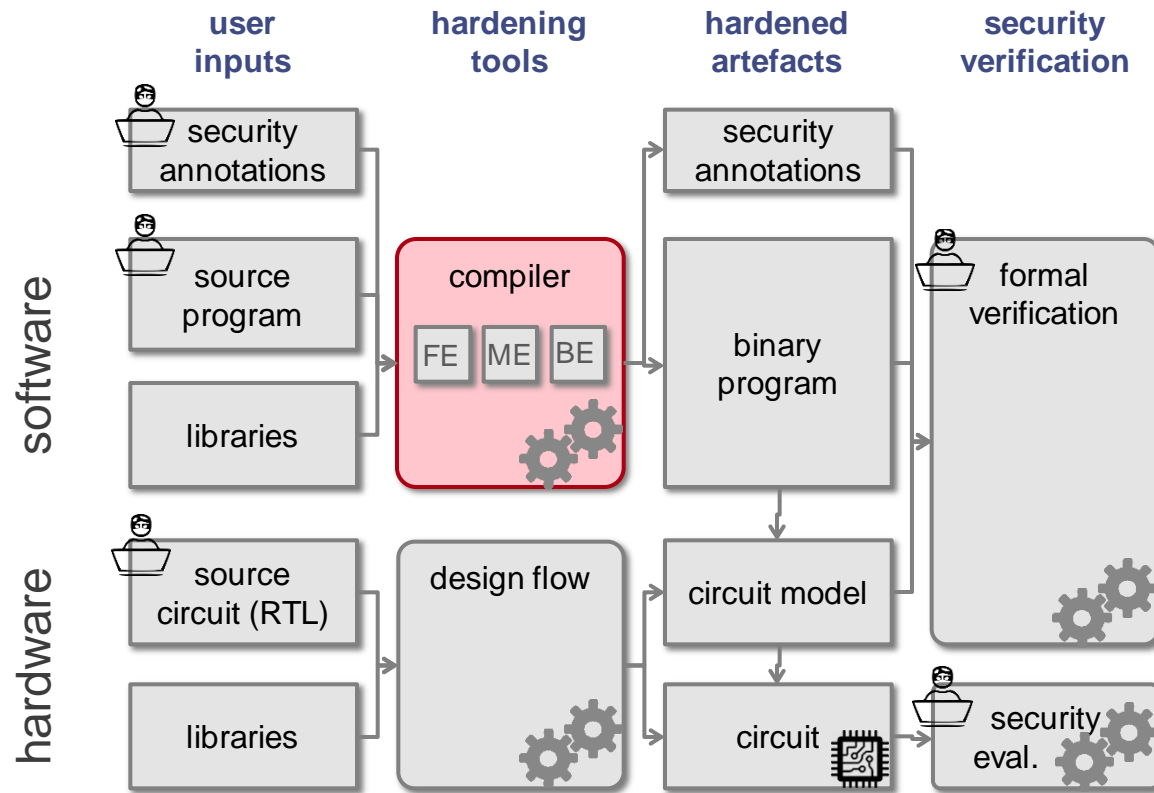 user
inputs
hardening
tools
hardened
artefacts
security
verification
software
security
annotations
source
program
libraries
compiler
FE ME BE
security
annotations
binary
program
formal
verification
hardware
source
circuit (RTL)
libraries
design flow
circuit model
circuit
security
eval.